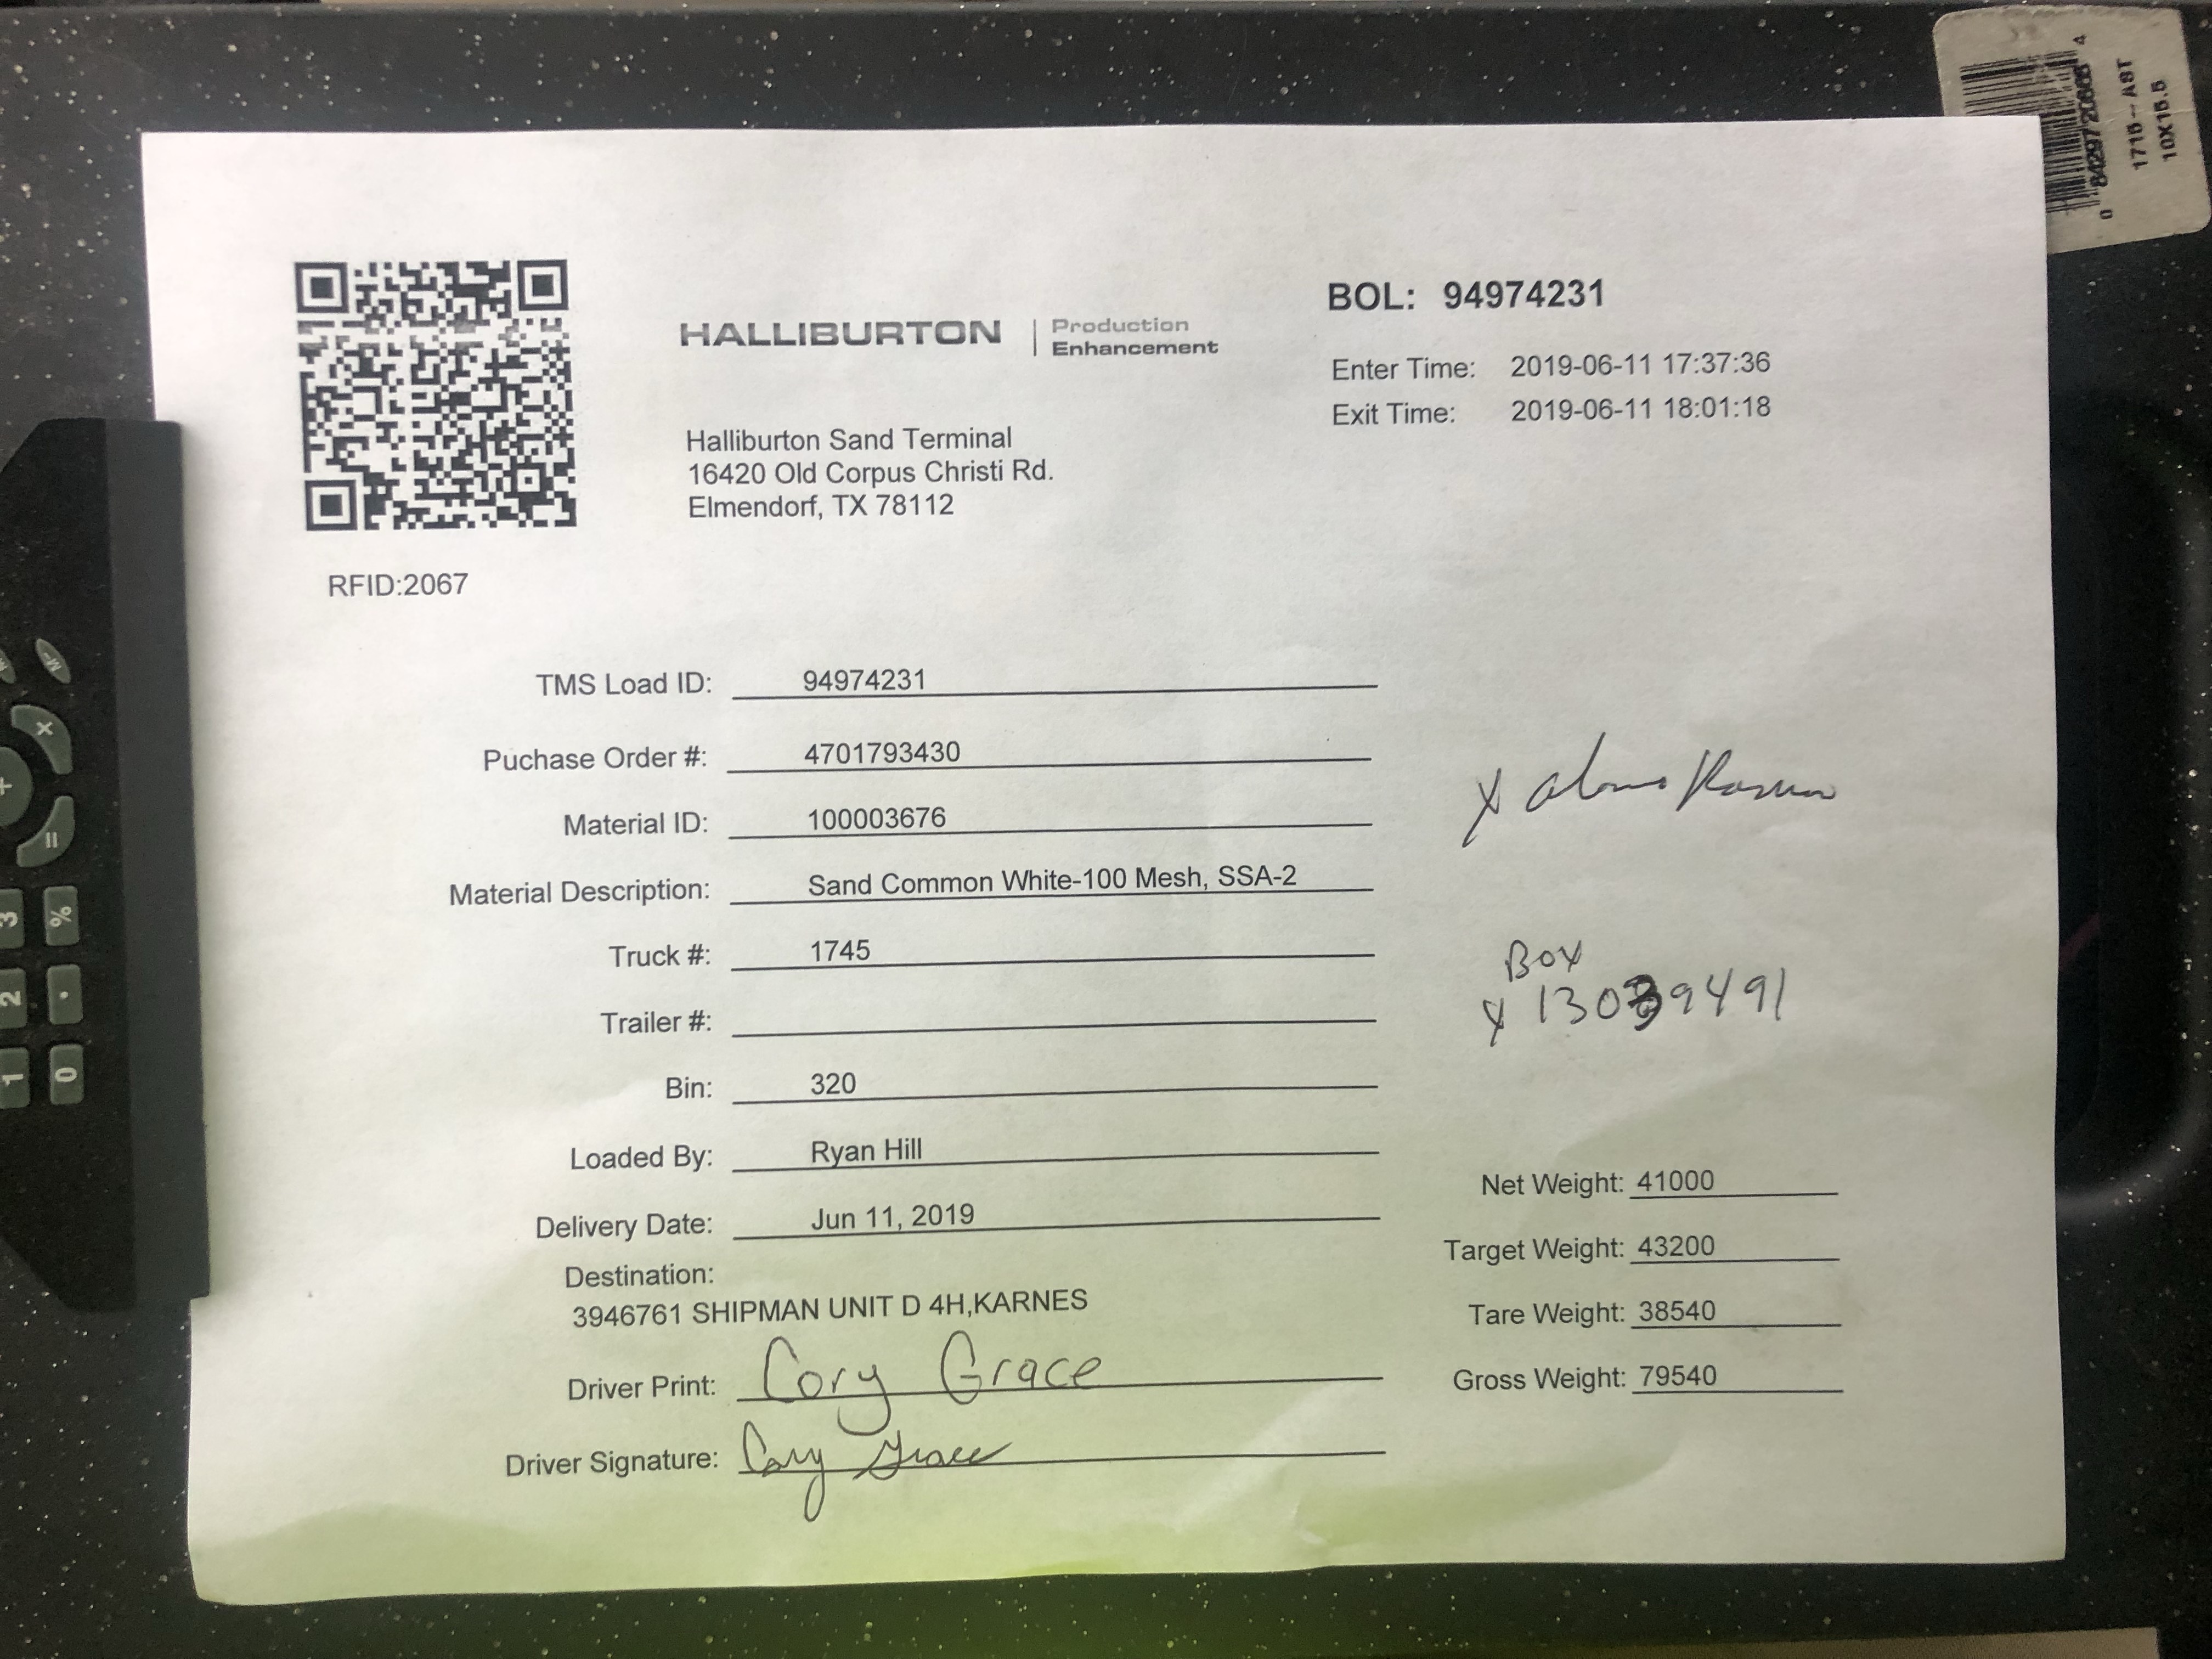 HALLIBURTON | Production Enhancement
BOL: 94974231
Enter Time: 2019-06-11 17:37:36
Exit Time: 2019-06-11 18:01:18
Halliburton Sand Terminal
16420 Old Corpus Christi Rd.
Elmendorf, TX 78112
RFID:2067
TMS Load ID: 94974231
Puchase Order #: 4701793430
Material ID: 100003676
Material Description: Sand Common White-100 Mesh, SSA-2
Truck #: 1745
Trailer #:
Bin: 320
Loaded By: Ryan Hill
Delivery Date: Jun 11, 2019
Destination:
3946761 SHIPMAN UNIT D 4H,KARNES
Driver Print: Cory Grace
Driver Signature: Cory Grace
x
Box
x 13039491
Net Weight: 41000
Target Weight: 43200
Tare Weight: 38540
Gross Weight: 79540
1715-AST
10X15.5
M-
x
+
=
3
%
2
.
1
0